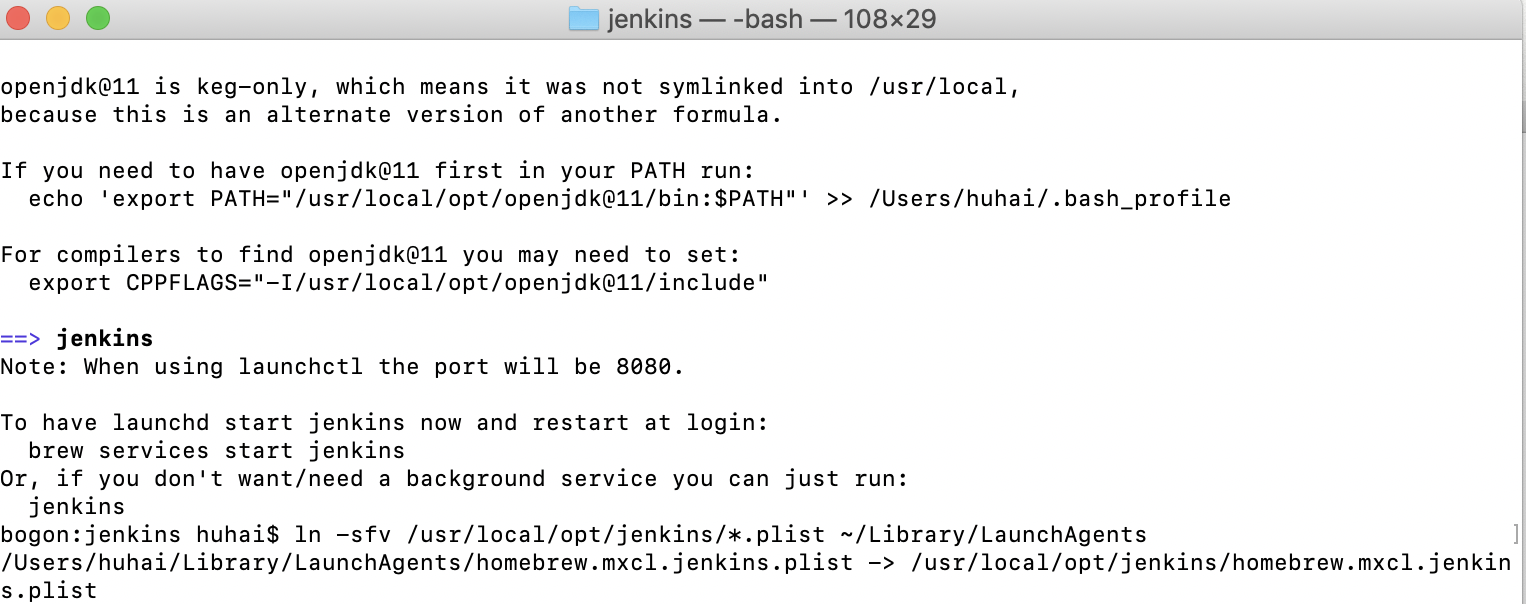 jenkins — -bash — 108×29
openjdk@11 is keg-only, which means it was not symlinked into /usr/local,
because this is an alternate version of another formula.
If you need to have openjdk@11 first in your PATH run:
  echo 'export PATH="/usr/local/opt/openjdk@11/bin:$PATH"' >> /Users/huhai/.bash_profile
For compilers to find openjdk@11 you may need to set:
  export CPPFLAGS="-I/usr/local/opt/openjdk@11/include"
==> jenkins
Note: When using launchctl the port will be 8080.
To have launchd start jenkins now and restart at login:
  brew services start jenkins
Or, if you don't want/need a background service you can just run:
  jenkins
bogon:jenkins huhai$ ln -sfv /usr/local/opt/jenkins/*.plist ~/Library/LaunchAgents ]
/Users/huhai/Library/LaunchAgents/homebrew.mxcl.jenkins.plist -> /usr/local/opt/jenkins/homebrew.mxcl.jenkin
s.plist